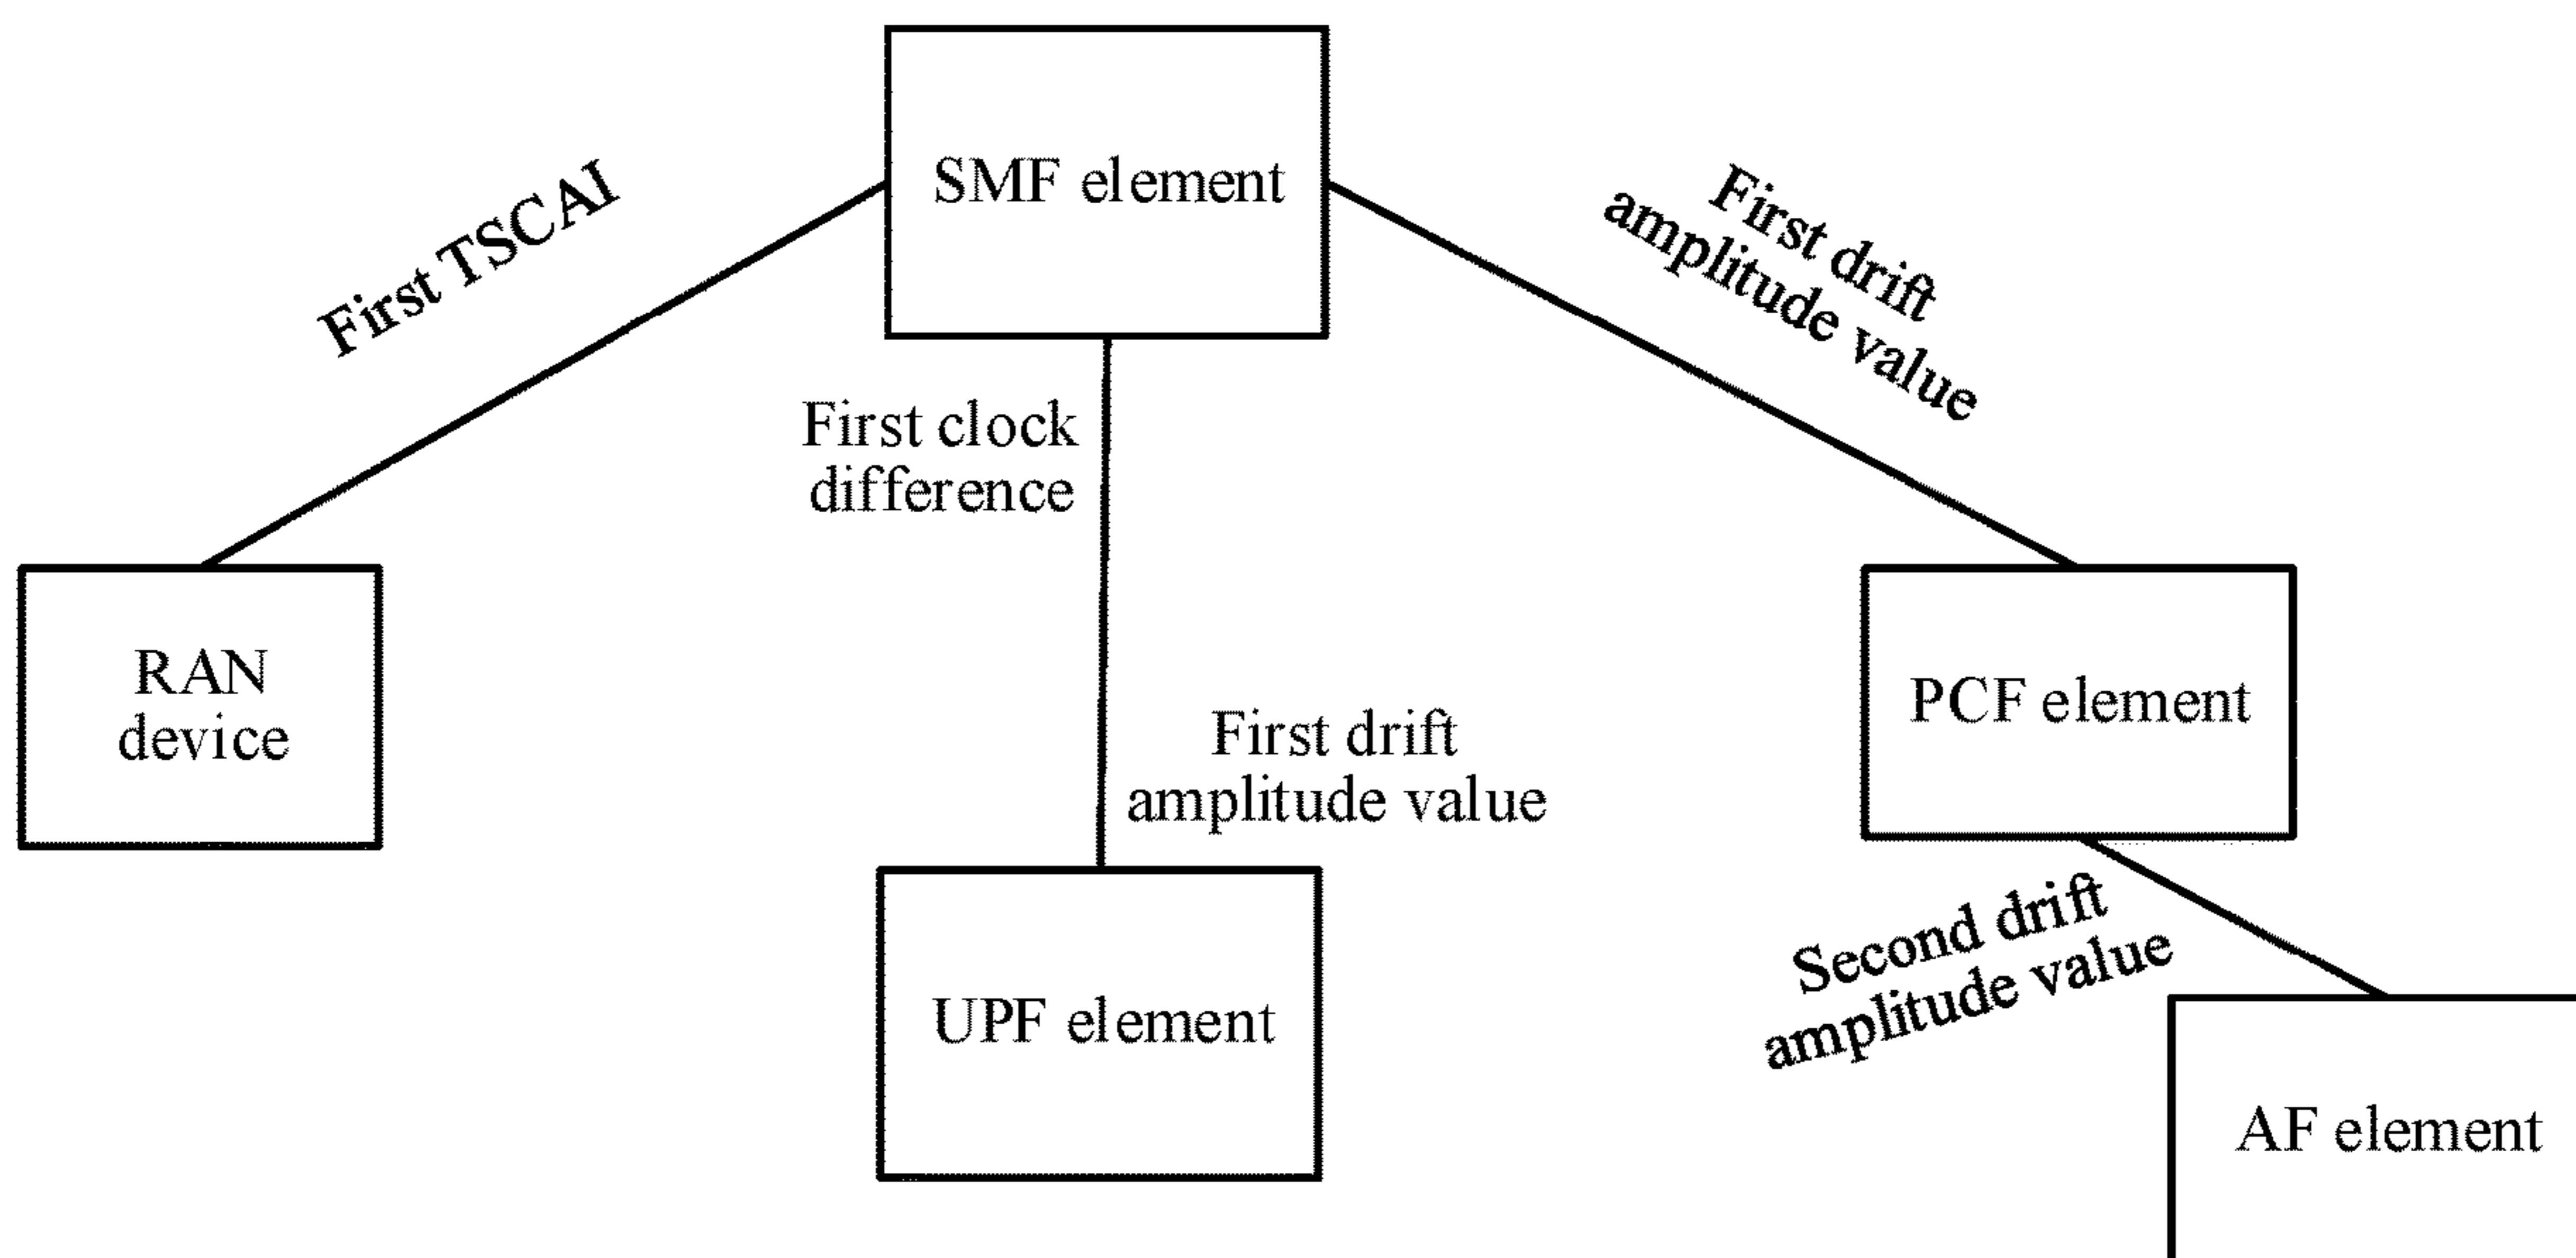 SMF element
First TSCAI
First drift
amplitude value
First clock
difference
RAN
device
First drift
amplitude value
PCF element
Second drift
amplitude value
UPF element
AF element